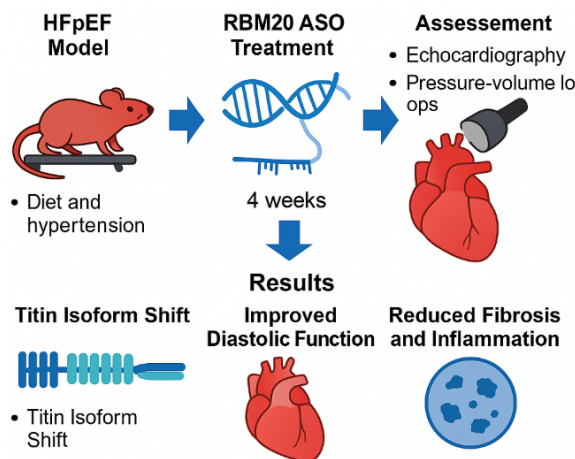 HFpEF
Model
• Diet and
hypertension
RBM20 ASO
Treatment
4 weeks
Assessement
• Echocardiography
• Pressure-volume lo
ops
Results
Titin Isoform Shift
• Titin Isoform
Shift
Improved
Diastolic Function
Reduced Fibrosis
and Inflammation